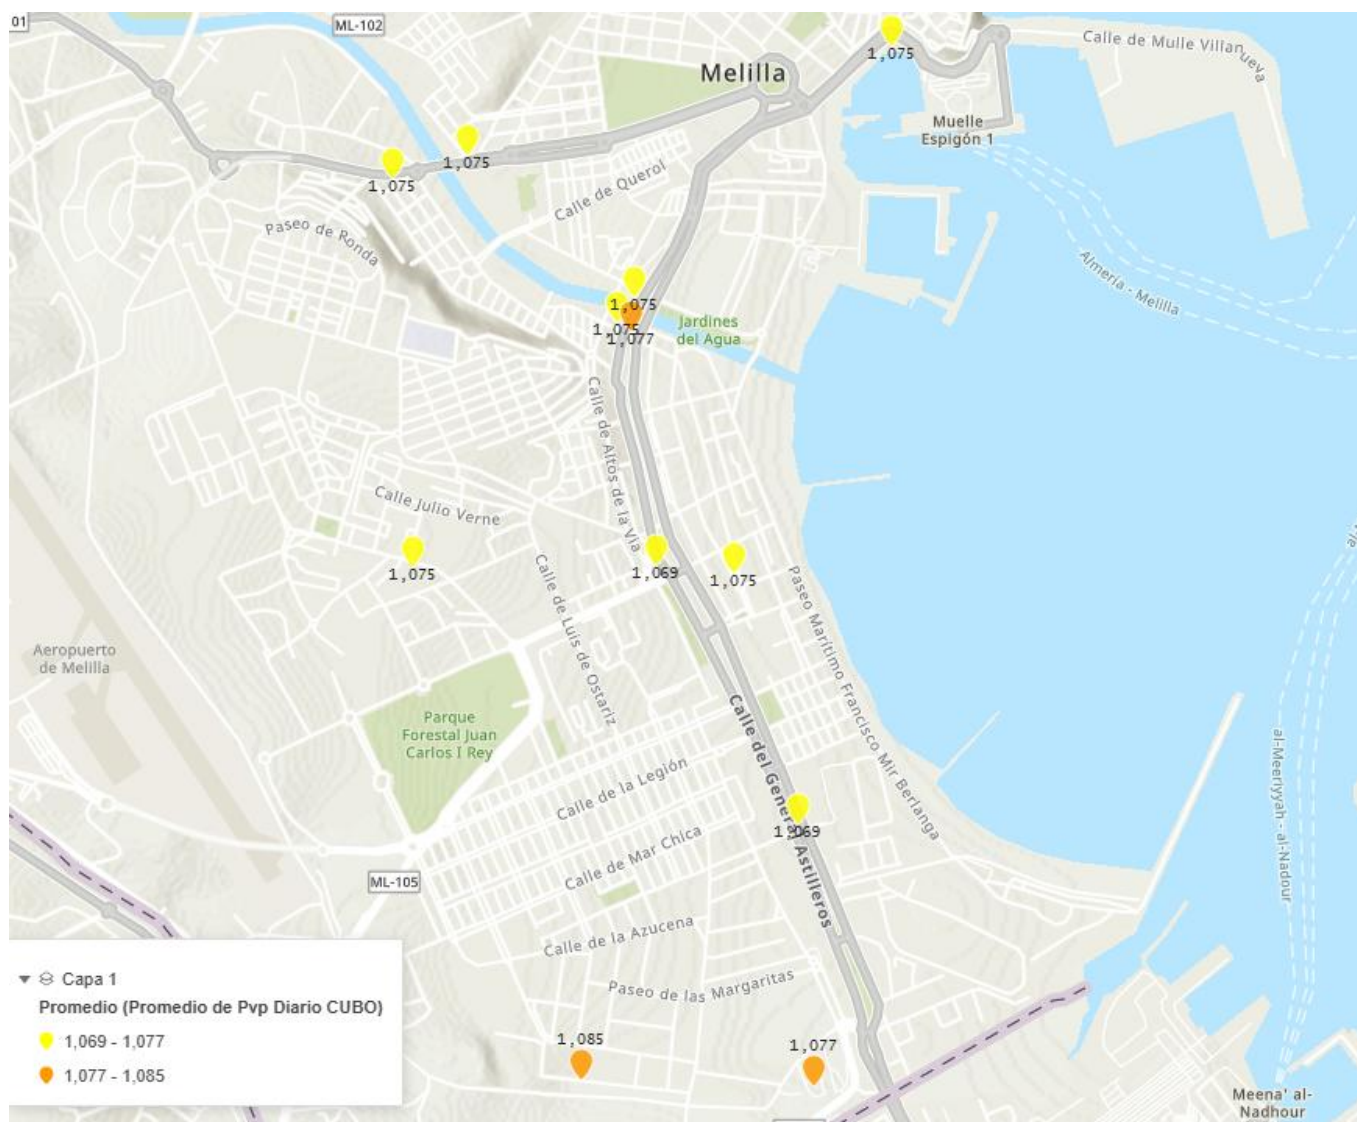 01
ML-102
1,075
Calle de Mulle Villanueva
Melilla
Muelle
Espigón 1
1,075
1,075
Calle de Querol
Paseo de Ronda
Almería - Melilla
1,075
1,075
1,077
Jardines
del Agua
Calle de Altos de la Vía
Calle Julio Verne
1,075
1,069
1,075
Calle de Luis de Ostariz
Paseo Marítimo Francisco Mir Berlanga
Aeropuerto
de Melilla
Parque
Forestal Juan
Carlos I Rey
Calle del General Astilleros
al-Meeriyyah - al-Nadour
Calle de la Legión
1,069
Calle de Mar Chica
ML-105
Calle de la Azucena
Paseo de las Margaritas
1,085
1,077
Capa 1
Promedio (Promedio de Pvp Diario CUBO)
1,069 - 1,077
1,077 - 1,085
Meena' al-
Nadhour